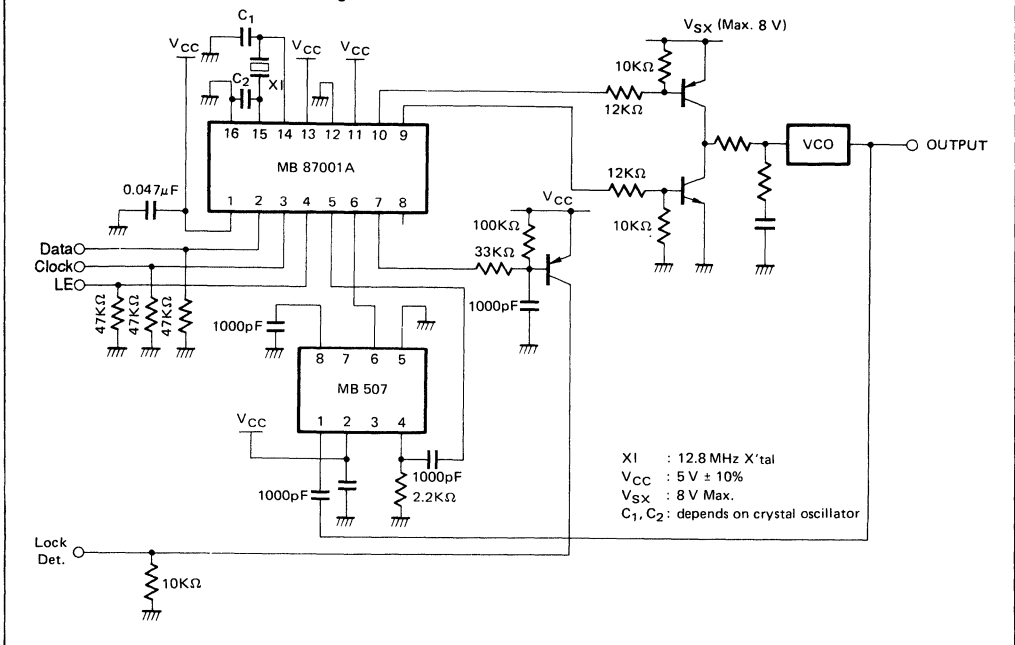 C1
VSX (Max. 8 V)
VCC
VCC
VCC
10KΩ
C2
XI
12KΩ
16 15 14 13 12 11 10 9
MB 87001A
VCO
OUTPUT
0.047μF
12KΩ
1 2 3 4 5 6 7 8
VCC
10KΩ
100KΩ
Data
33KΩ
Clock
LE
47KΩ
47KΩ
47KΩ
1000pF
1000pF
8 7 6 5
MB 507
VCC
1 2 3 4
1000pF
1000pF
2.2KΩ
XI : 12.8 MHz X'tal
VCC : 5 V ± 10%
VSX : 8 V Max.
C1, C2 : depends on crystal oscillator
Lock
Det.
10KΩ